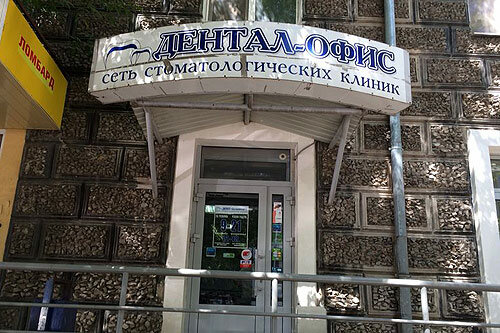 ЛОМБАРД
ДЕНТАЛ-ОФИС
сеть стоматологических клиник